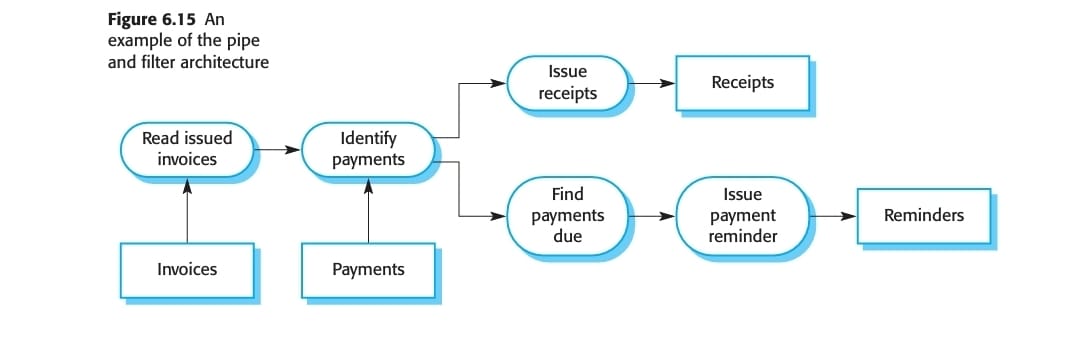 Figure 6.15 An
example of the pipe
and filter architecture
Issue
receipts
Receipts
Read issued
invoices
Identify
payments
Find
payments
due
Issue
payment
reminder
Reminders
Invoices
Payments